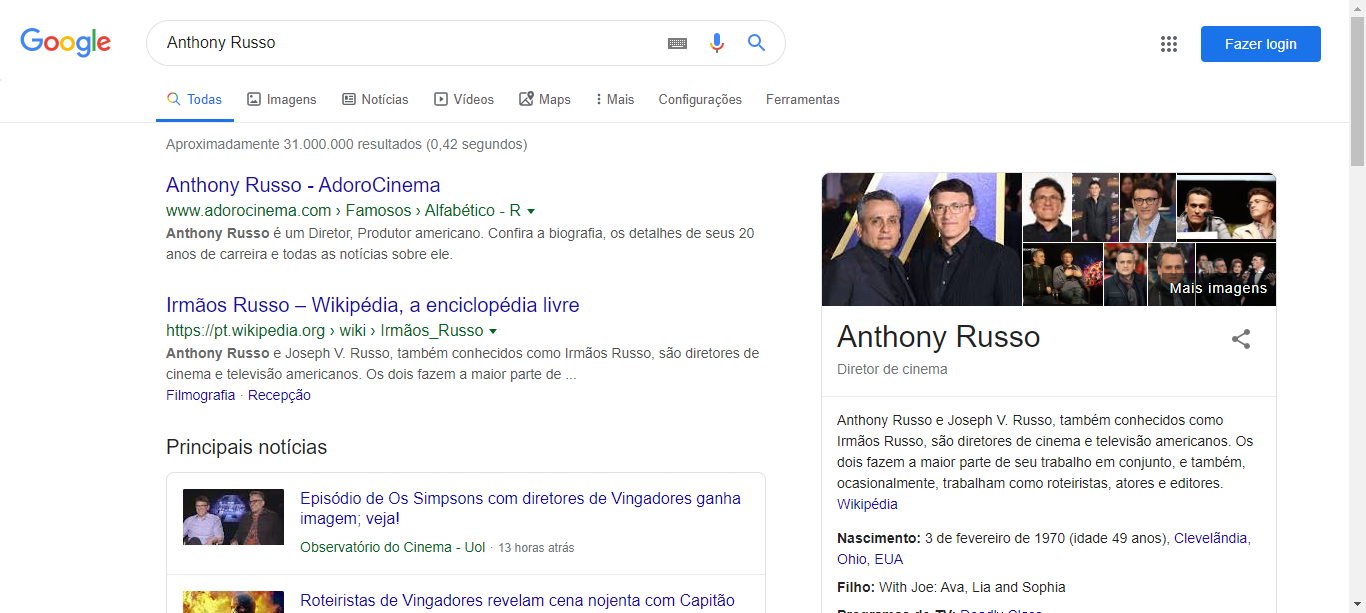 Google
Anthony Russo
Fazer login
Todas
Imagens
Notícias
Vídeos
Maps
Mais
Configurações
Ferramentas
Aproximadamente 31.000.000 resultados (0,42 segundos)
Anthony Russo - AdoroCinema
www.adorocinema.com › Famosos › Alfabético - R
Anthony Russo é um Diretor, Produtor americano. Confira a biografia, os detalhes de seus 20
anos de carreira e todas as notícias sobre ele.
Irmãos Russo – Wikipédia, a enciclopédia livre
https://pt.wikipedia.org › wiki › Irmãos_Russo
Anthony Russo e Joseph V. Russo, também conhecidos como Irmãos Russo, são diretores de
cinema e televisão americanos. Os dois fazem a maior parte de ...
Filmografia · Recepção
Principais notícias
Episódio de Os Simpsons com diretores de Vingadores ganha
imagem; veja!
Observatório do Cinema - Uol · 13 horas atrás
Roteiristas de Vingadores revelam cena nojenta com Capitão
Mais imagens
Anthony Russo
Diretor de cinema
Anthony Russo e Joseph V. Russo, também conhecidos como
Irmãos Russo, são diretores de cinema e televisão americanos. Os
dois fazem a maior parte de seu trabalho em conjunto, e também,
ocasionalmente, trabalham como roteiristas, atores e editores.
Wikipédia
Nascimento: 3 de fevereiro de 1970 (idade 49 anos), Clevelândia,
Ohio, EUA
Filho: With Joe: Ava, Lia and Sophia
Programas de TV: Deadly Class